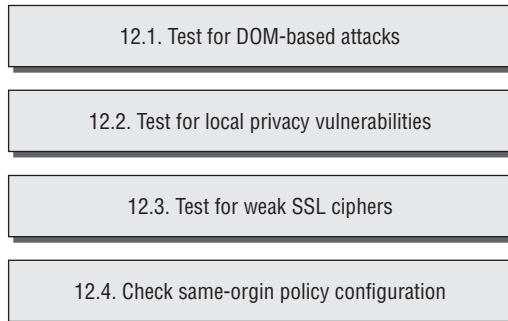 12.1. Test for DOM-based attacks
12.2. Test for local privacy vulnerabilities
12.3. Test for weak SSL ciphers
12.4. Check same-orgin policy configuration